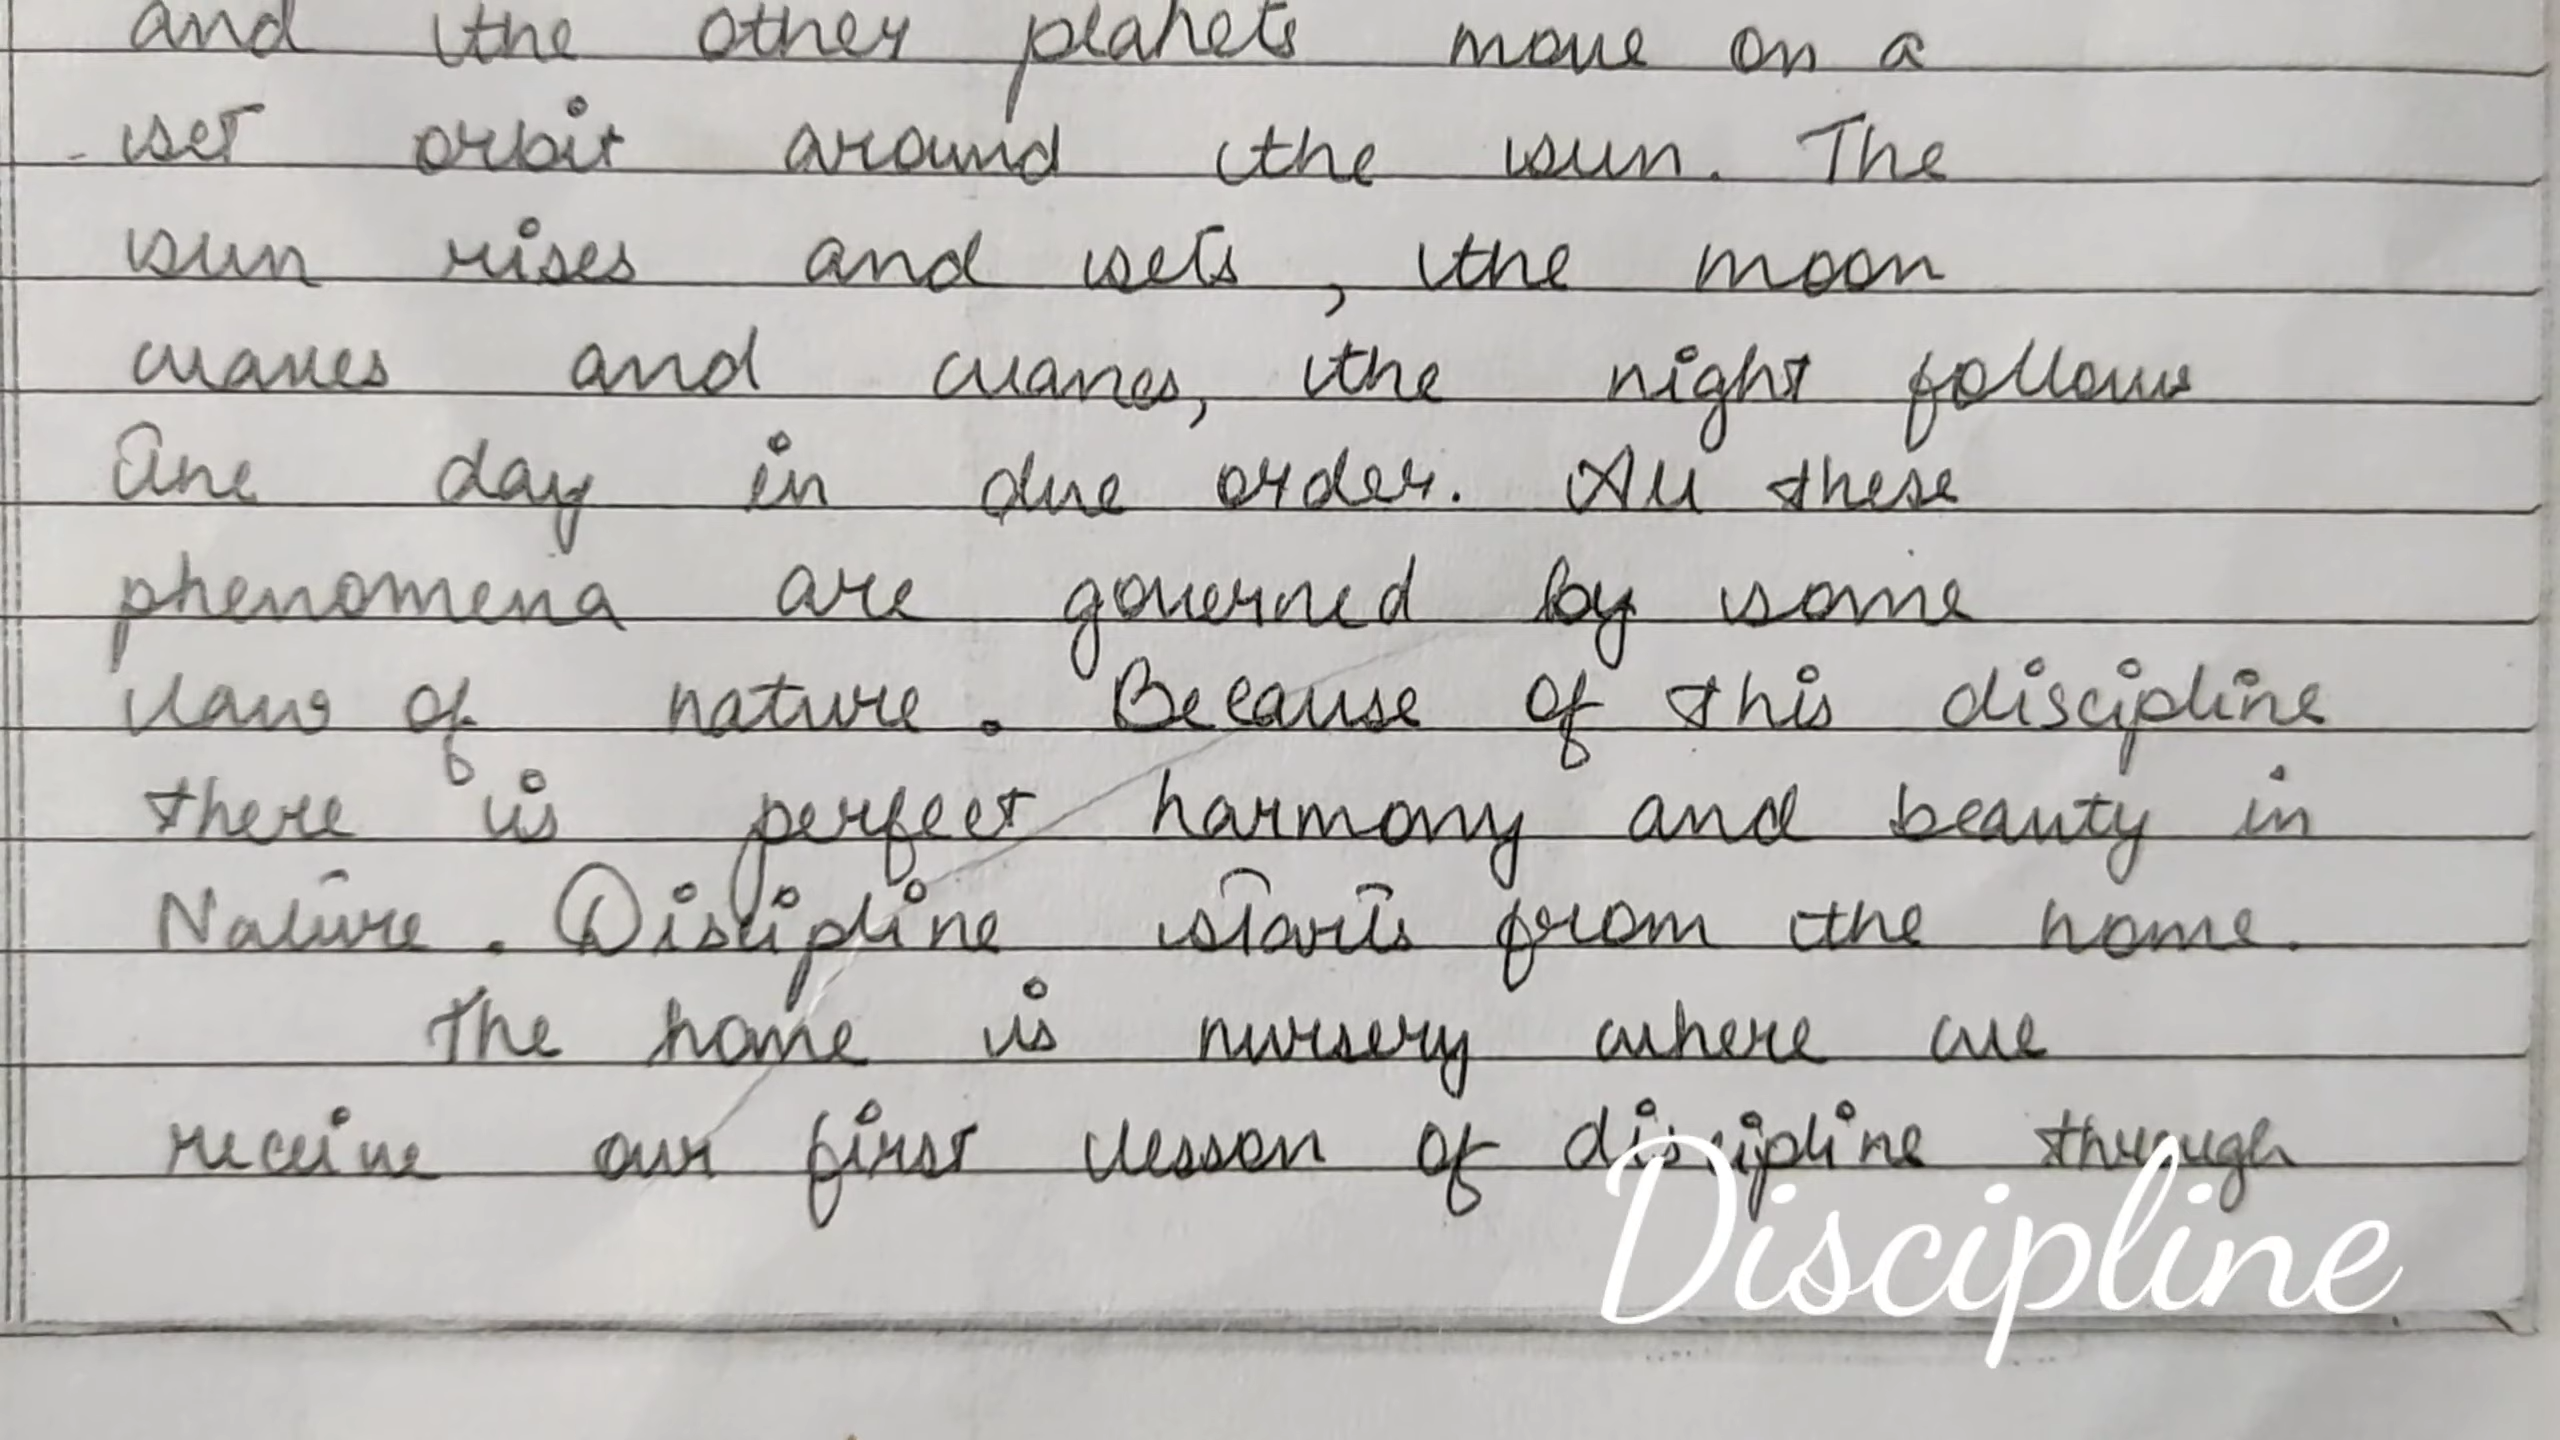 and the other planets move on a
set orbit around the sun. The
sun rises and sets, the moon
waves and wanes, the night follow
One day in due order. All these
phenomena are governed by some
laws of nature. Because of this discipline
there is perfect harmony and beauty in
Nature. Discipline starts from the home.
The home is nursery where we
receive our first lesson of discipline through
Discipline